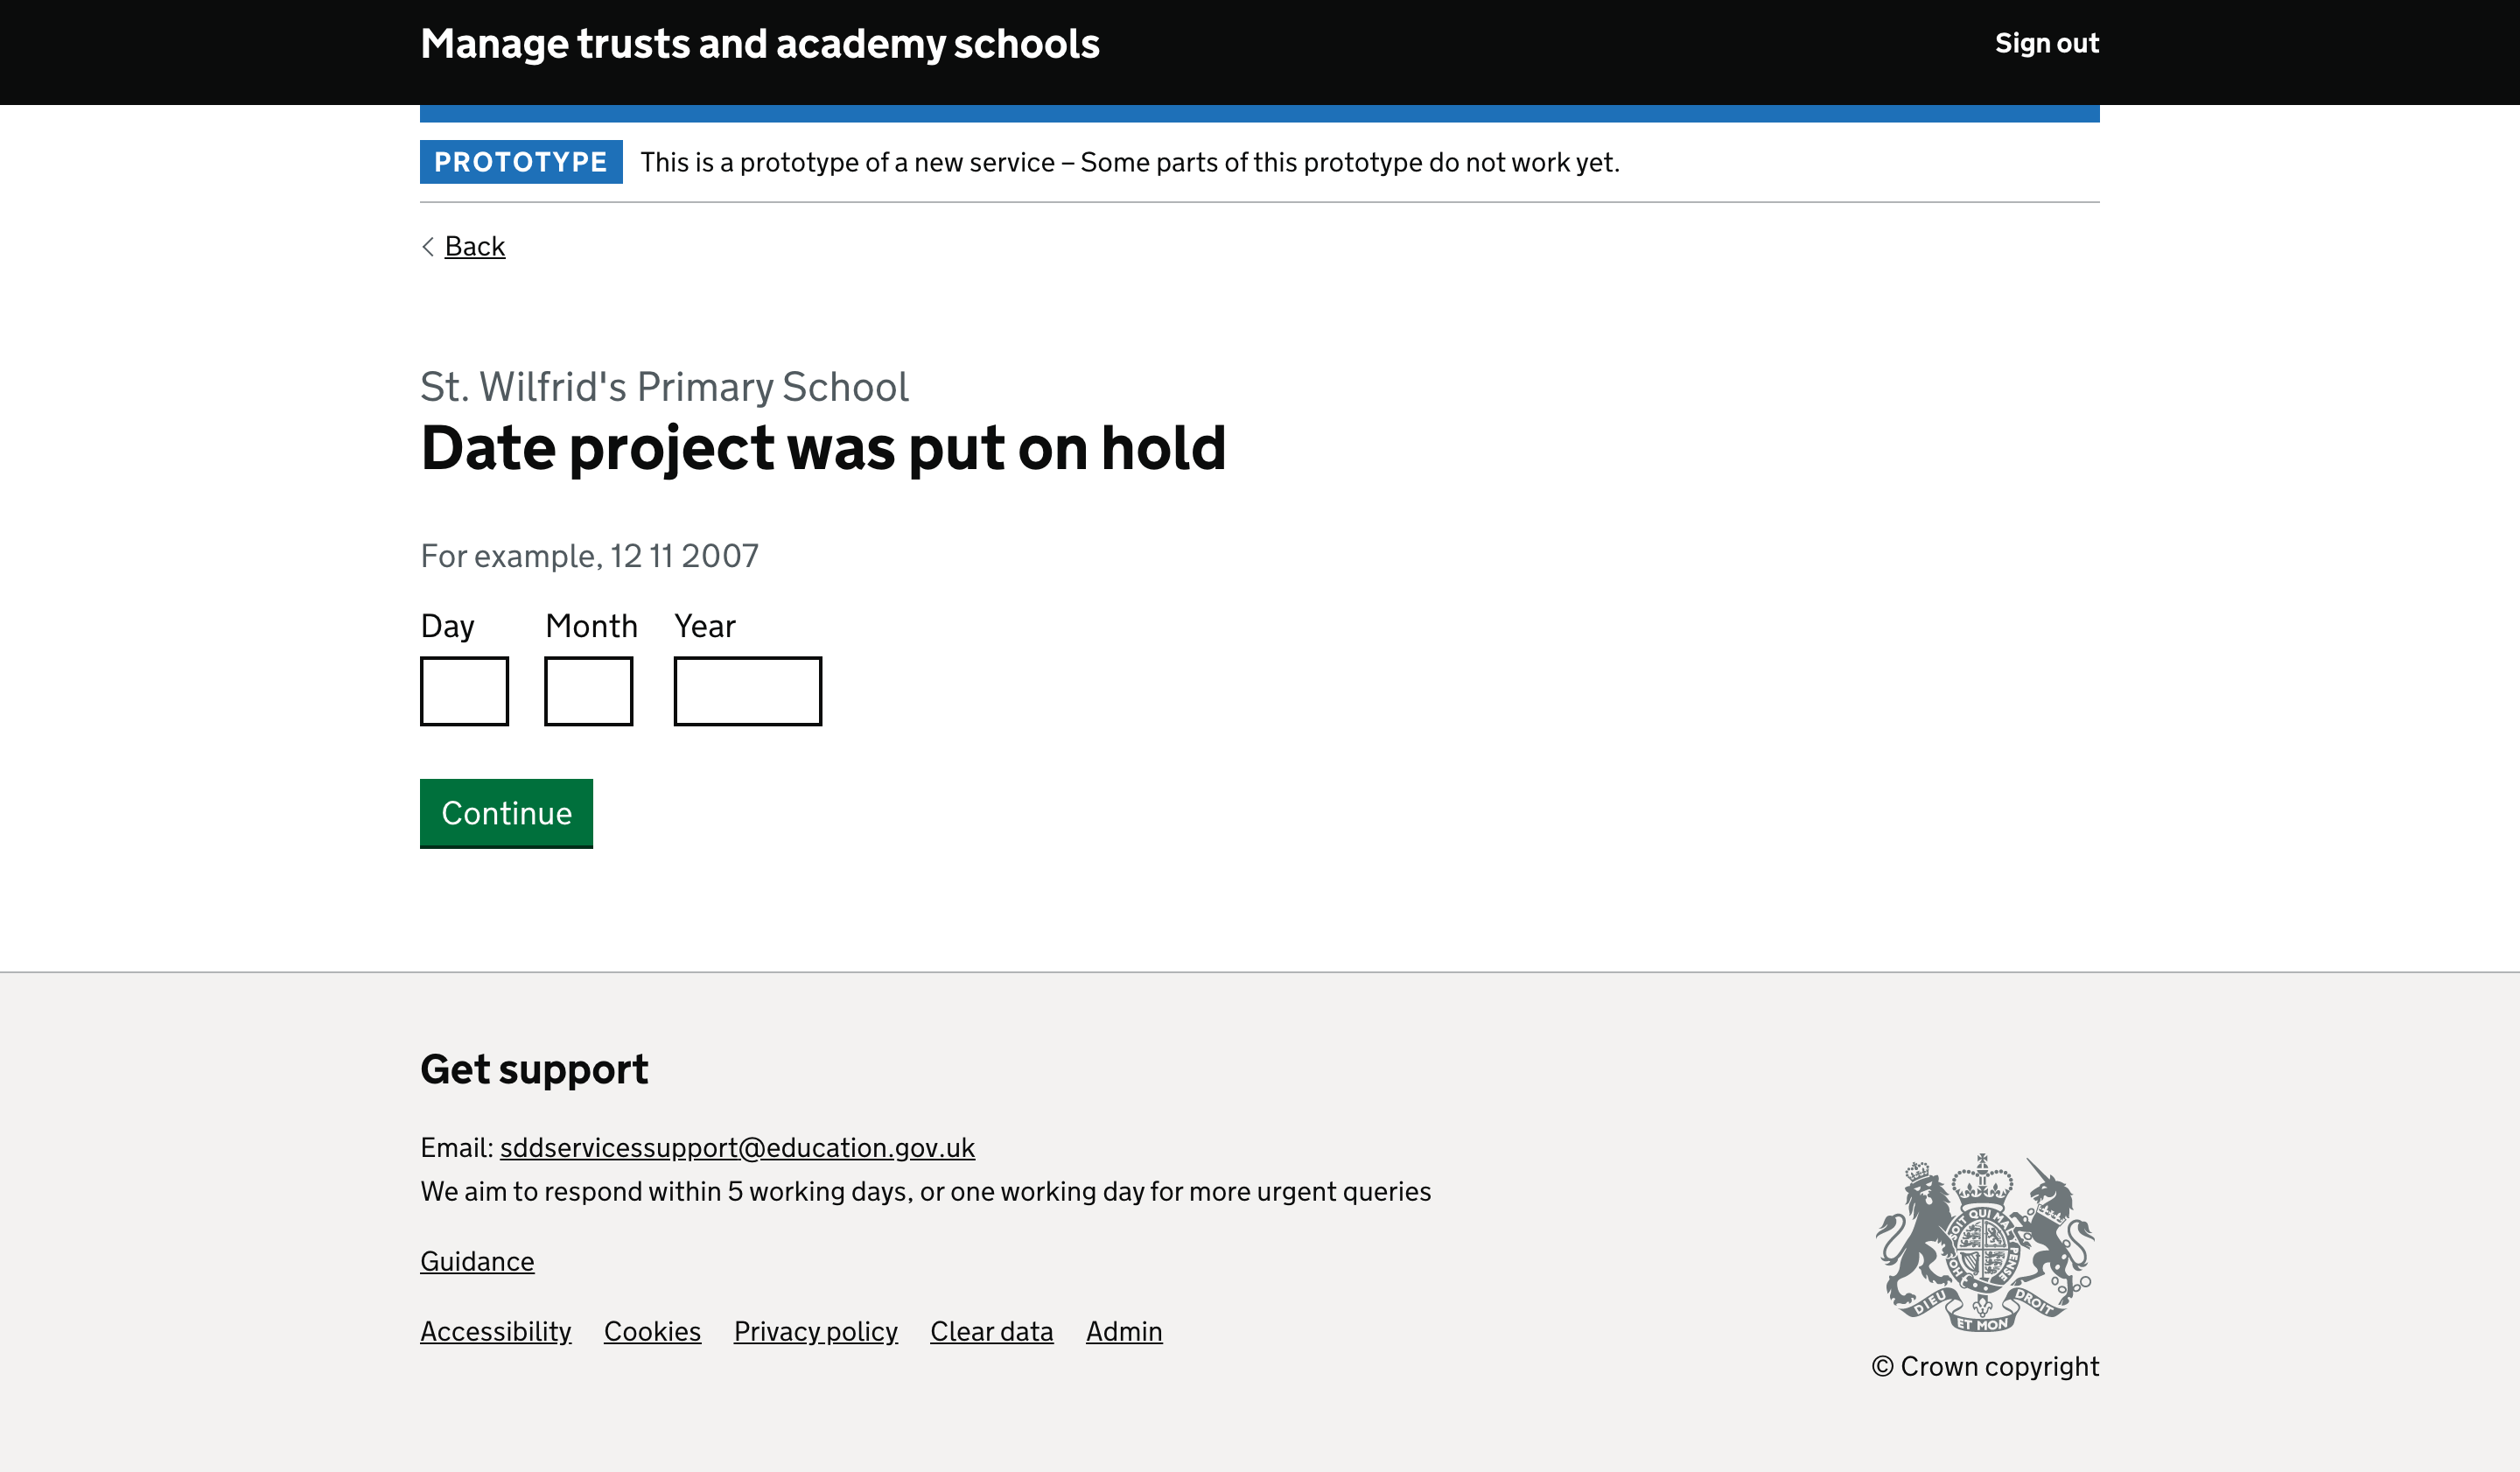 Manage trusts and academy schools
Sign out
PROTOTYPE This is a prototype of a new service – Some parts of this prototype do not work yet.
Back
St. Wilfrid's Primary School
Date project was put on hold
For example, 12 11 2007
Day Month Year
Continue
Get support
Email: sddservicessupport@education.gov.uk
We aim to respond within 5 working days, or one working day for more urgent queries
Guidance
Accessibility Cookies Privacy policy Clear data Admin
DIEU ET MON DROIT
© Crown copyright